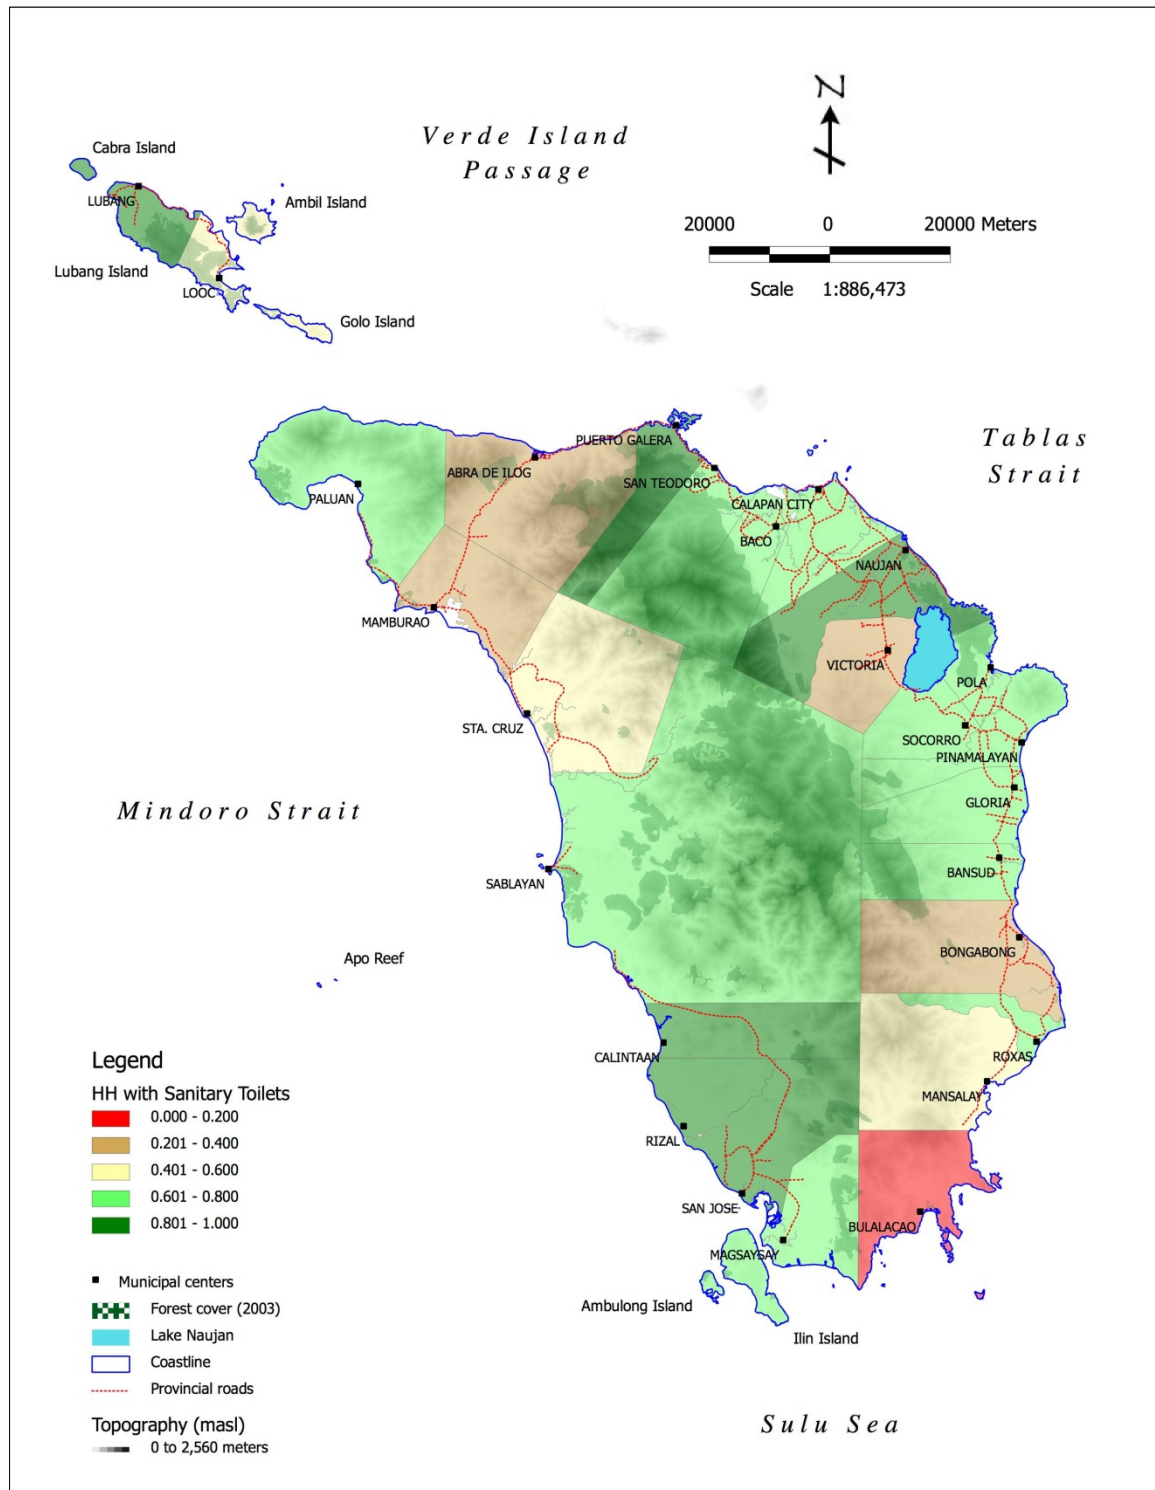 Verde Island
Passage
Z
Cabra Island
LUBANG
Ambil Island
Lubang Island
LOOC
Golo Island
20000 0 20000 Meters
Scale 1:886,473
Tablas
Strait
PUERTO GALERA
ABRA DE ILOG
SAN TEODORO
PALUAN
CALAPAN CITY
BACO
NAUJAN
MAMBURAO
VICTORIA
POLA
STA. CRUZ
SOCORRO
PINAMALAYAN
GLORIA
Mindoro Strait
BANSUD
SABLAYAN
BONGABONG
Apo Reef
CALINTAAN
ROXAS
MANSALAY
RIZAL
SAN JOSE
BULALACAO
MAGSAYSAY
Ambulong Island
Ilin Island
Sulu Sea
Legend
HH with Sanitary Toilets
0.000 - 0.200
0.201 - 0.400
0.401 - 0.600
0.601 - 0.800
0.801 - 1.000
Municipal centers
Forest cover (2003)
Lake Naujan
Coastline
Provincial roads
Topography (masl)
0 to 2,560 meters